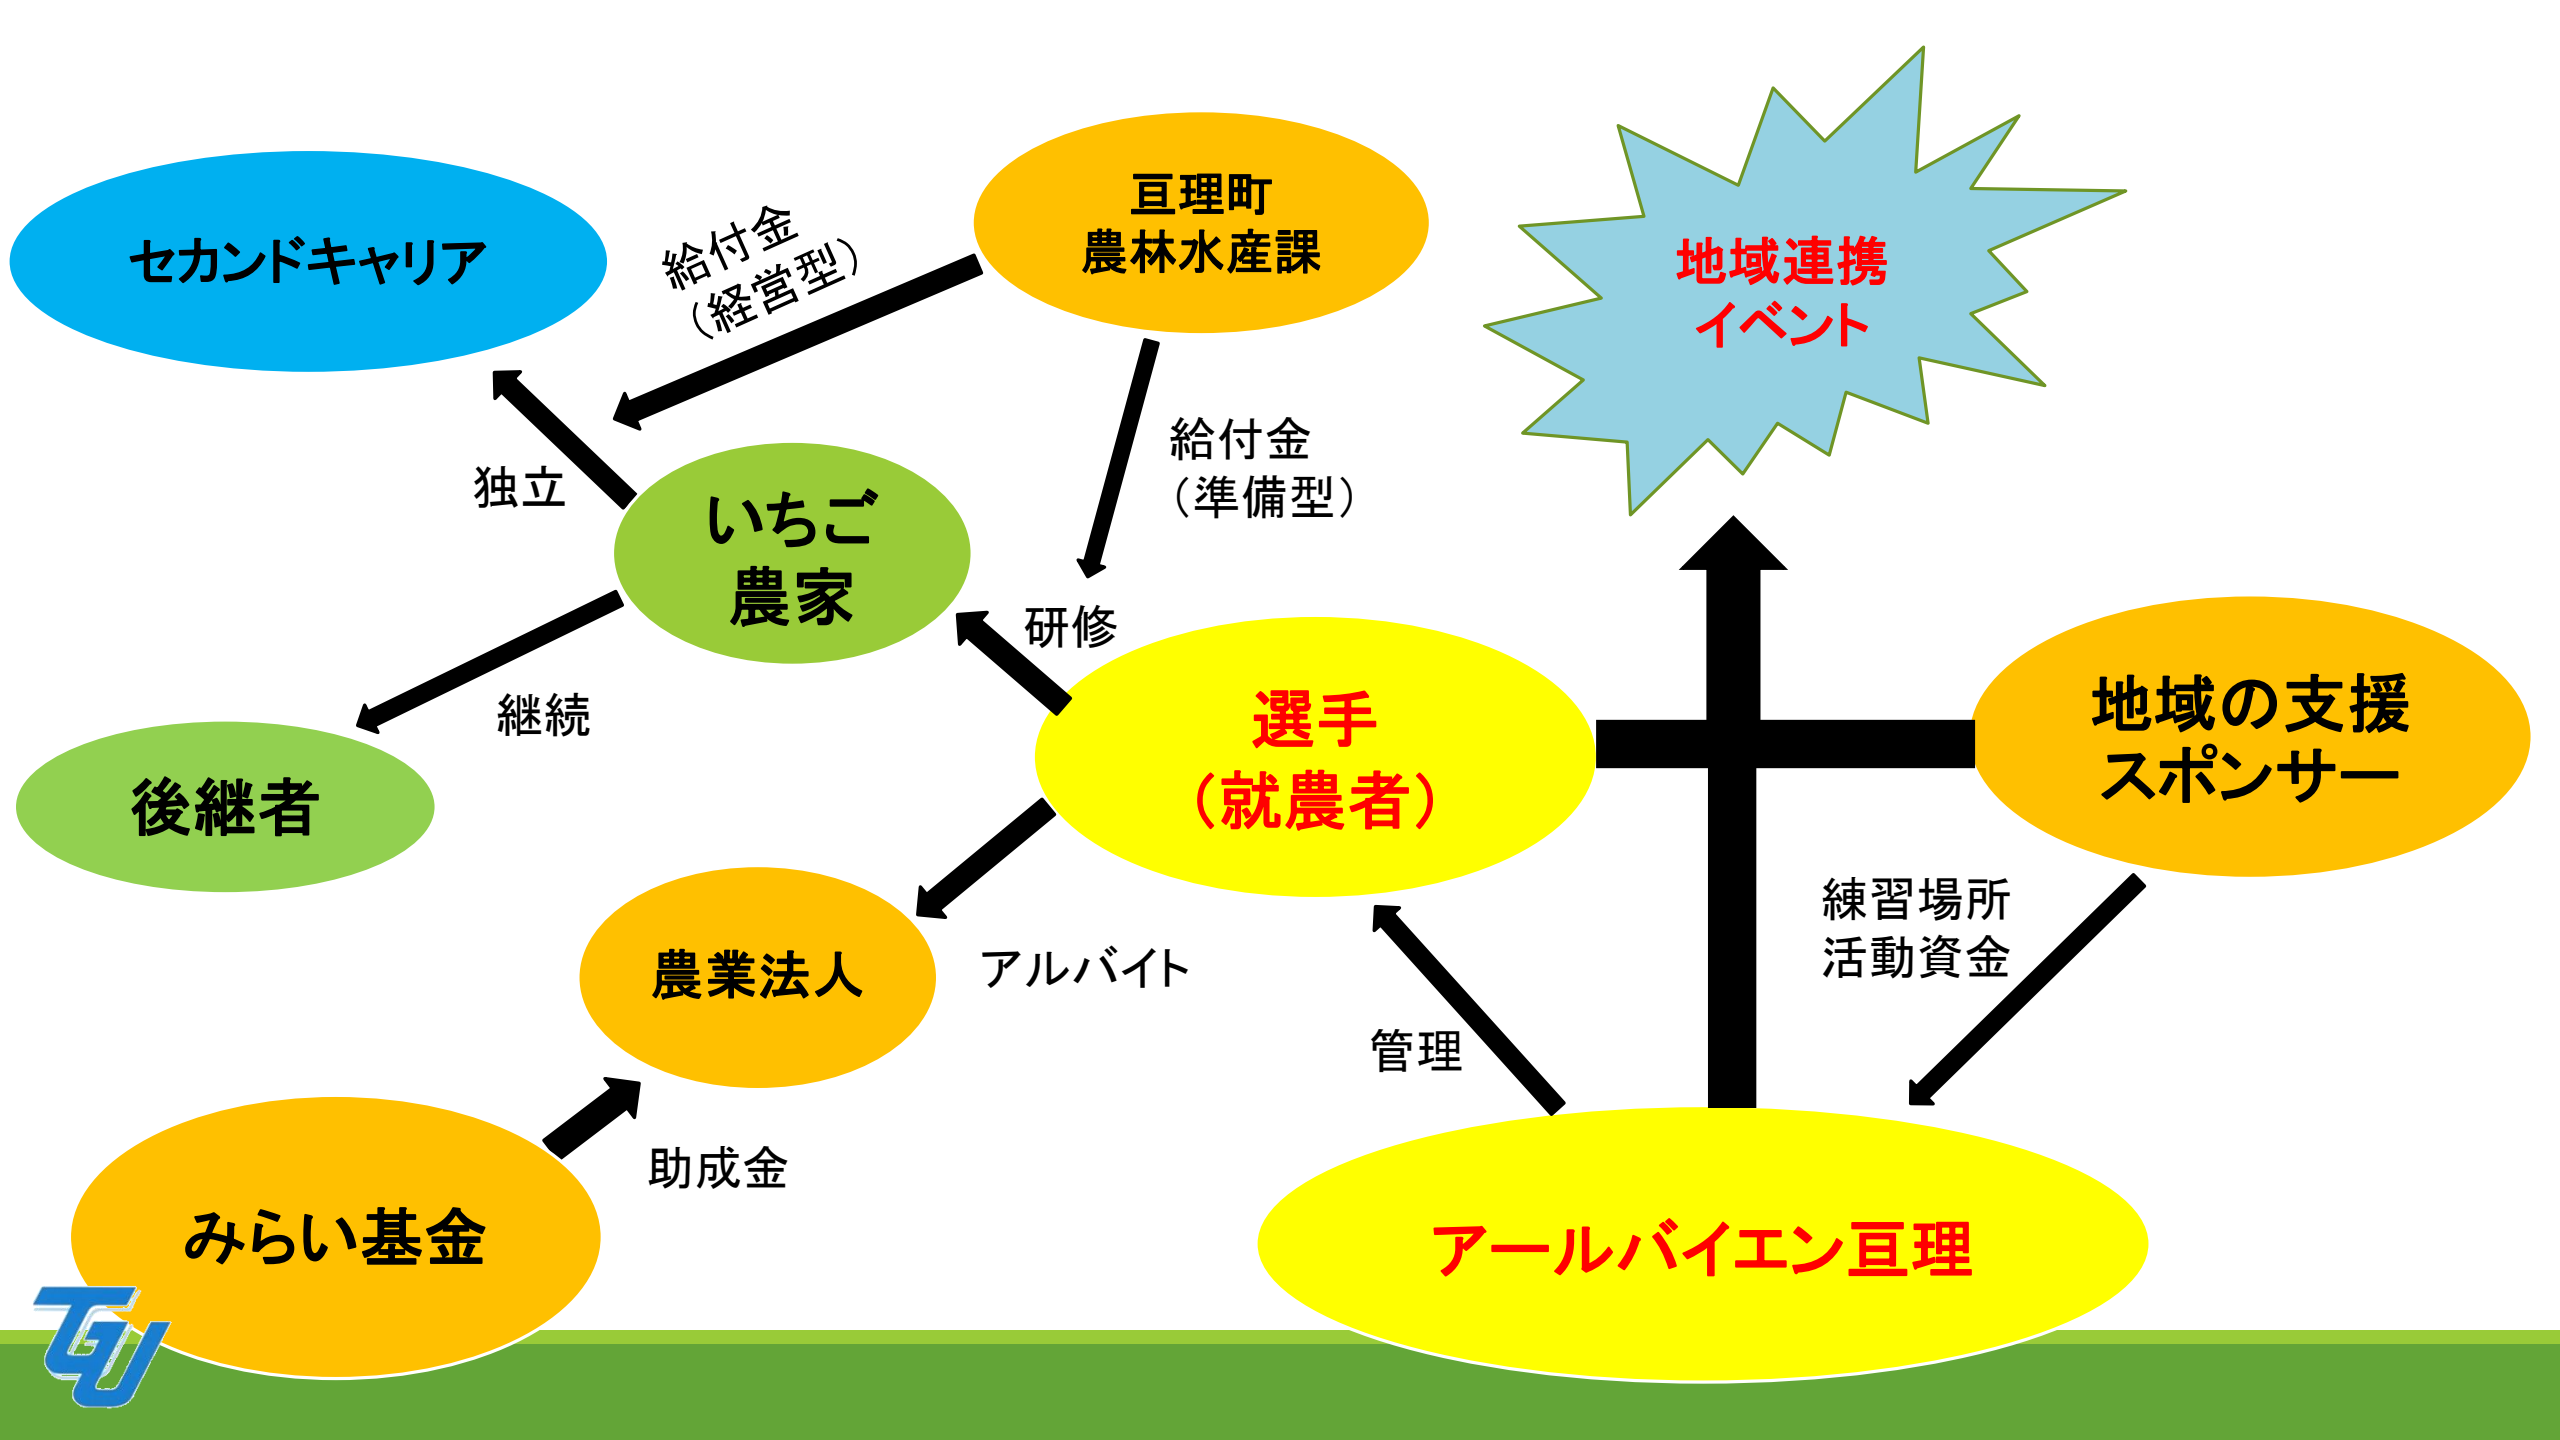 セカンドキャリア
給付金
（経営型）
亘理町
農林水産課
地域連携
イベント
独立
いちご
農家
給付金
（準備型）
研修
継続
後継者
選手
（就農者）
地域の支援
スポンサー
農業法人
アルバイト
練習場所
活動資金
管理
助成金
みらい基金
アールバイエン亘理
TGU